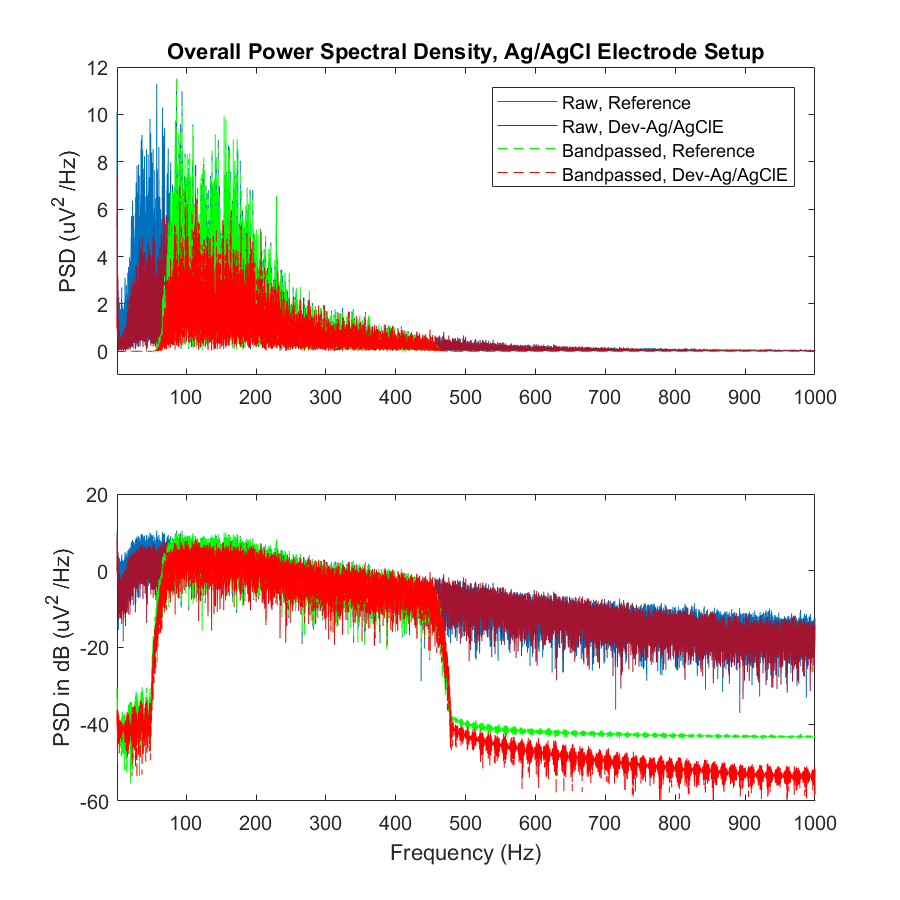 Overall Power Spectral Density, Ag/AgCl Electrode Setup
12
10
8
6
4
2
0
PSD (uV² /Hz)
Raw, Reference
Raw, Dev-Ag/AgClE
Bandpassed, Reference
Bandpassed, Dev-Ag/AgClE
100 200 300 400 500 600 700 800 900 1000
20
0
-20
-40
-60
PSD in dB (uV² /Hz)
100 200 300 400 500 600 700 800 900 1000
Frequency (Hz)